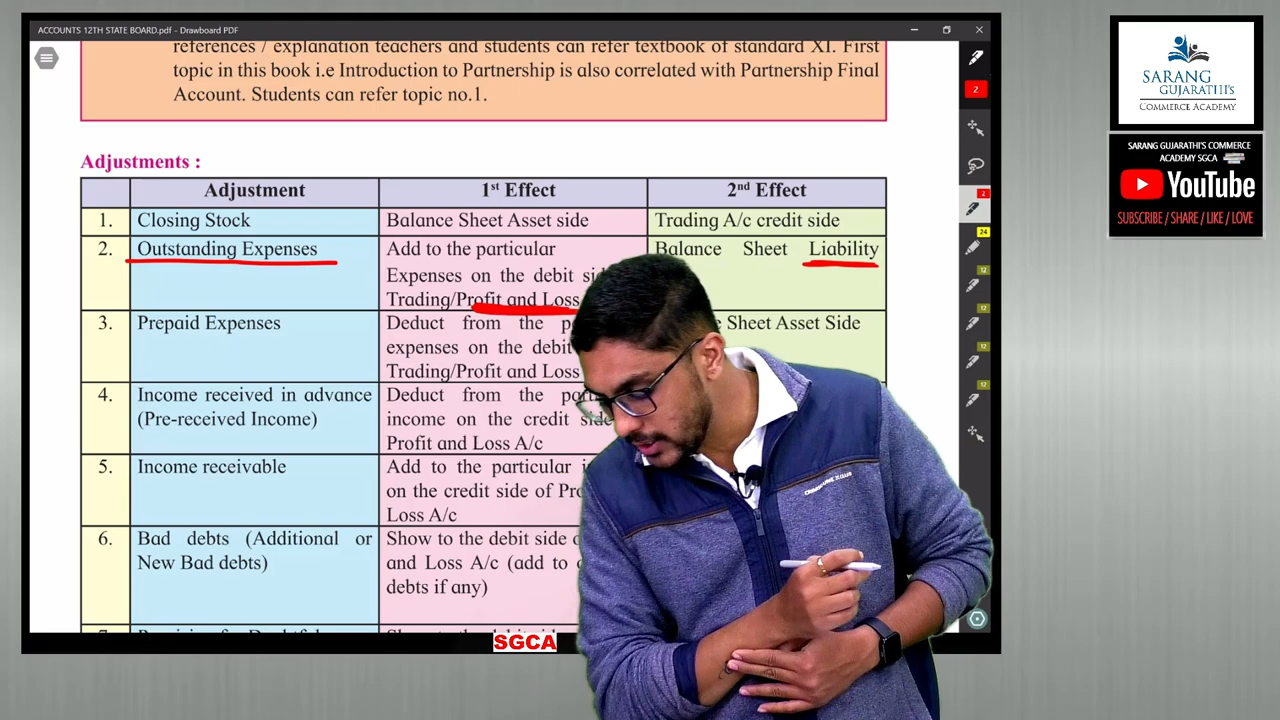 ACCOUNTS 12TH STATE BOARD.pdf - Drawboard PDF
references / explanation teachers and students can refer textbook of standard XI. First
topic in this book i.e Introduction to Partnership is also correlated with Partnership Final
Account. Students can refer topic no.1.
Adjustments :
Adjustment 1st Effect 2nd Effect
1. Closing Stock Balance Sheet Asset side Trading A/c credit side
2. Outstanding Expenses Add to the particular Balance Sheet Liability
Expenses on the debit
Trading/Profit and Loss
3. Prepaid Expenses Deduct from the Sheet Asset Side
expenses on the debit
Trading/Profit and Loss
4. Income received in advance Deduct from the
(Pre-received Income) income on the credit side
Profit and Loss A/c
5. Income receivable Add to the particular
on the credit side of
Loss A/c
6. Bad debts (Additional or Show to the debit side
New Bad debts) and Loss A/c (add to
debts if any)
SGCA
SARANG
GUJARATHI'S
COMMERCE ACADEMY
SARANG GUJARATHI'S COMMERCE
ACADEMY SGCA
YouTube
SUBSCRIBE / SHARE / LIKE / LOVE
2
2
24
12
12
12
12